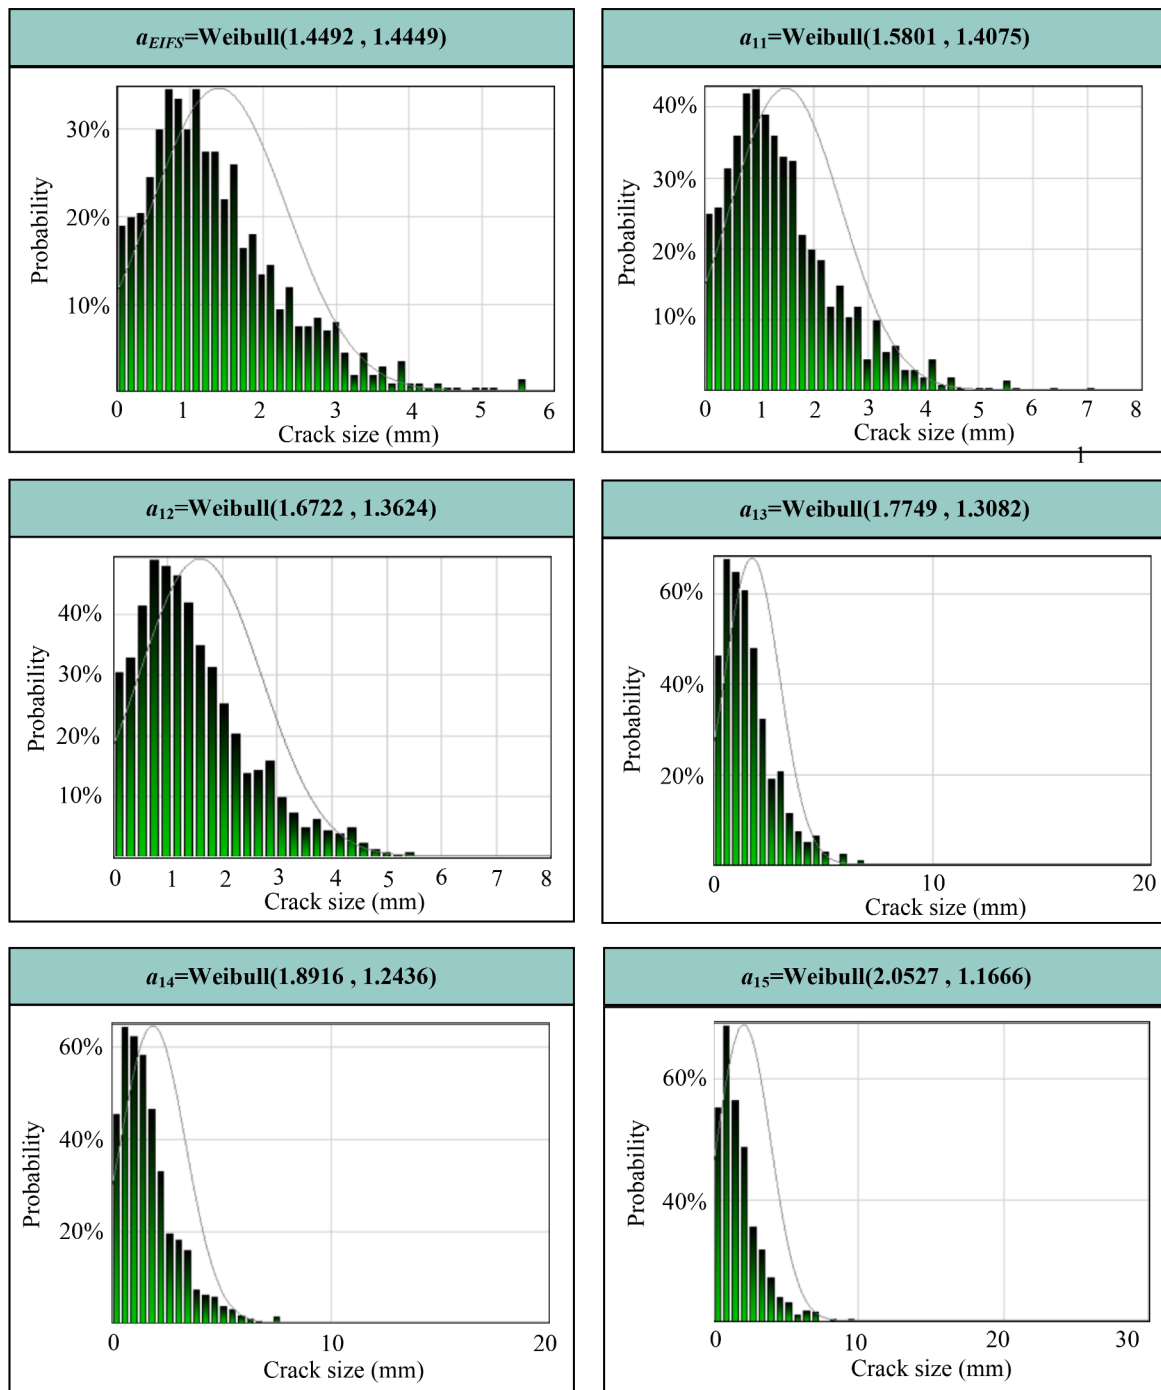 aEIFS=Weibull(1.4492 , 1.4449)
Probability
30%
20%
10%
0 1 2 3 4 5 6
Crack size (mm)
a11=Weibull(1.5801 , 1.4075)
Probability
40%
30%
20%
10%
0 1 2 3 4 5 6 7 8
Crack size (mm)
1
a12=Weibull(1.6722 , 1.3624)
Probability
40%
30%
20%
10%
0 1 2 3 4 5 6 7 8
Crack size (mm)
a13=Weibull(1.7749 , 1.3082)
Probability
60%
40%
20%
0 10 20
Crack size (mm)
a14=Weibull(1.8916 , 1.2436)
Probability
60%
40%
20%
0 10 20
Crack size (mm)
a15=Weibull(2.0527 , 1.1666)
Probability
60%
40%
0 10 20 30
Crack size (mm)